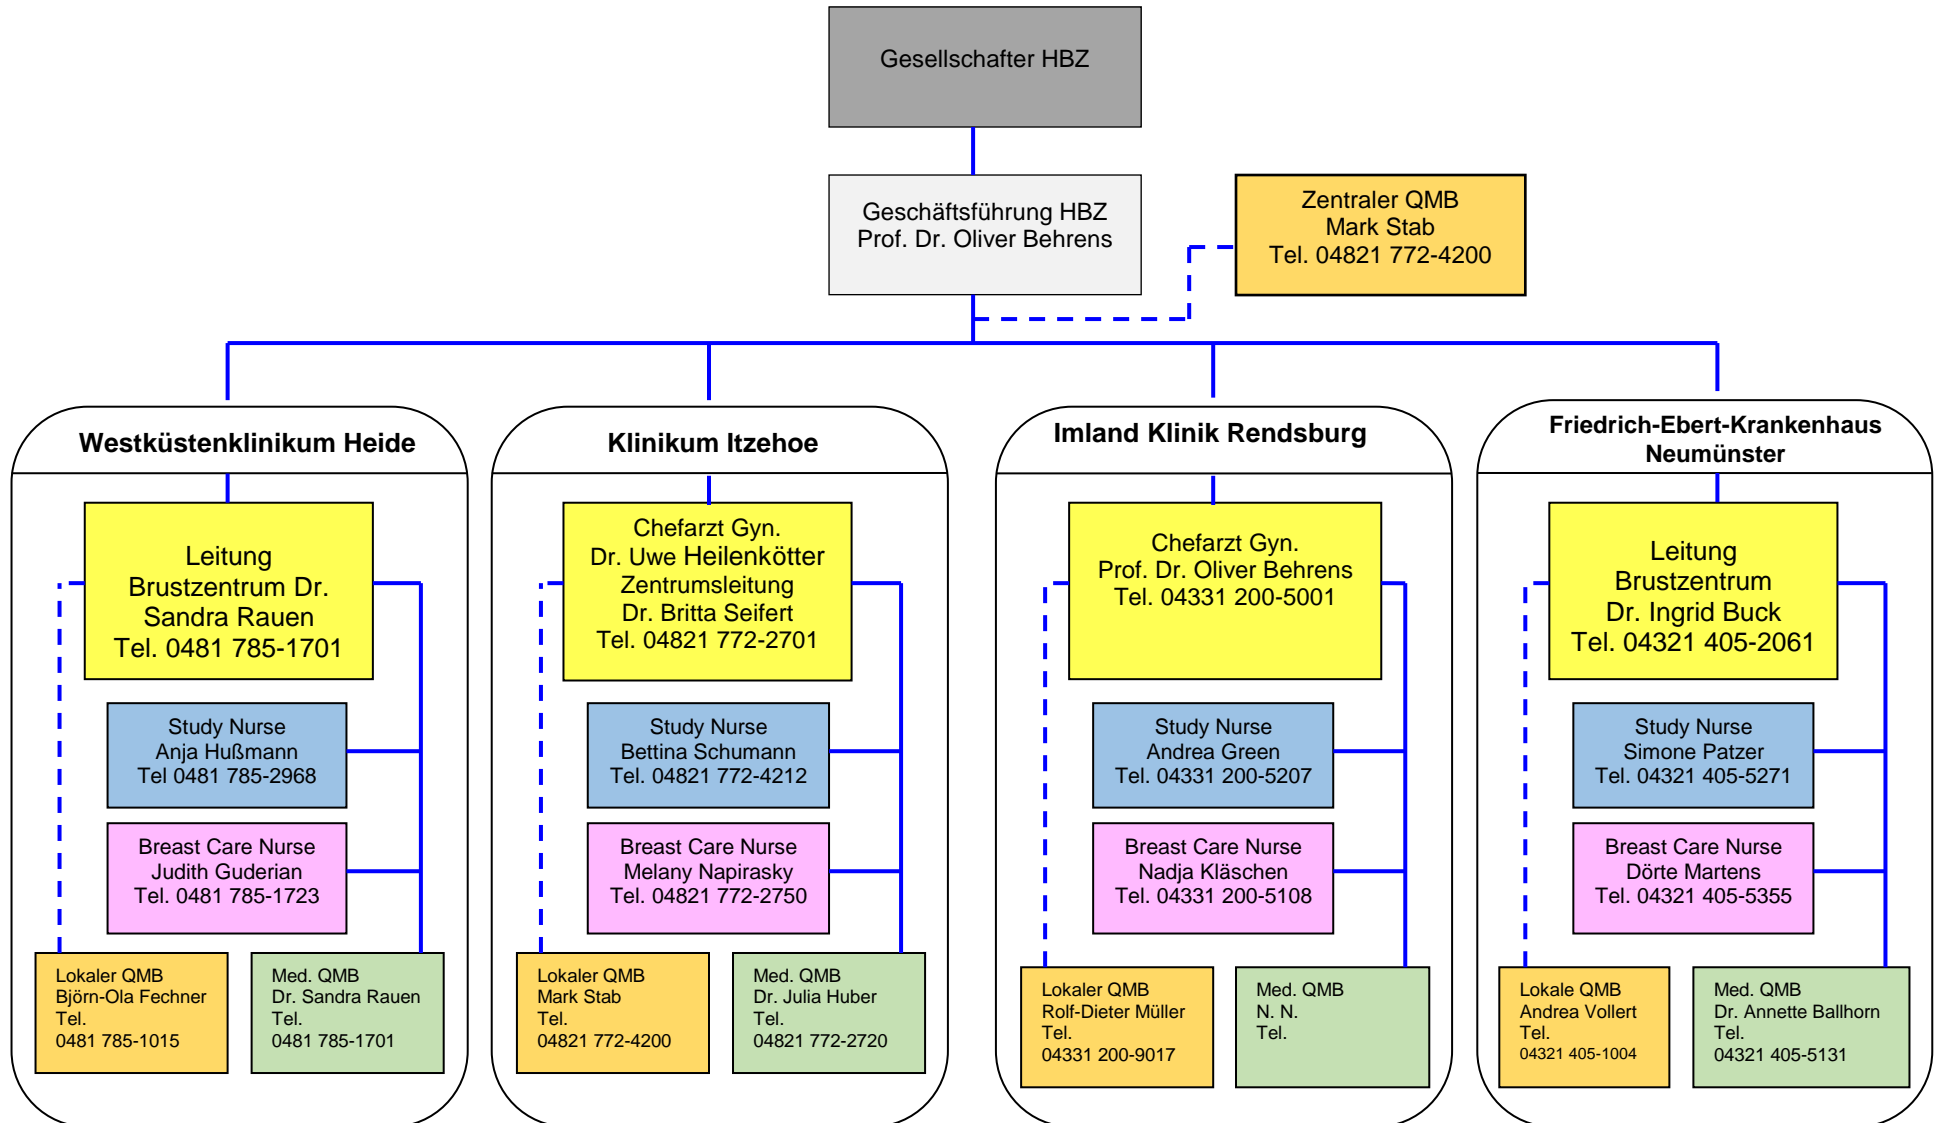 Gesellschafter HBZ
Geschäftsführung HBZ
Prof. Dr. Oliver Behrens
Zentraler QMB
Mark Stab
Tel. 04821 772-4200
Westküstenklinikum Heide
Leitung
Brustzentrum Dr.
Sandra Rauen
Tel. 0481 785-1701
Study Nurse
Anja Hußmann
Tel 0481 785-2968
Breast Care Nurse
Judith Guderian
Tel. 0481 785-1723
Lokaler QMB
Björn-Ola Fechner
Tel.
0481 785-1015
Med. QMB
Dr. Sandra Rauen
Tel.
0481 785-1701
Klinikum Itzehoe
Chefarzt Gyn.
Dr. Uwe Heilenkötter
Zentrumsleitung
Dr. Britta Seifert
Tel. 04821 772-2701
Study Nurse
Bettina Schumann
Tel. 04821 772-4212
Breast Care Nurse
Melany Napirasky
Tel. 04821 772-2750
Lokaler QMB
Mark Stab
Tel.
04821 772-4200
Med. QMB
Dr. Julia Huber
Tel.
04821 772-2720
Imland Klinik Rendsburg
Chefarzt Gyn.
Prof. Dr. Oliver Behrens
Tel. 04331 200-5001
Study Nurse
Andrea Green
Tel. 04331 200-5207
Breast Care Nurse
Nadja Kläschen
Tel. 04331 200-5108
Lokaler QMB
Rolf-Dieter Müller
Tel.
04331 200-9017
Med. QMB
N. N.
Tel.
Friedrich-Ebert-Krankenhaus
Neumünster
Leitung
Brustzentrum
Dr. Ingrid Buck
Tel. 04321 405-2061
Study Nurse
Simone Patzer
Tel. 04321 405-5271
Breast Care Nurse
Dörte Martens
Tel. 04321 405-5355
Lokale QMB
Andrea Vollert
Tel.
04321 405-1004
Med. QMB
Dr. Annette Ballhorn
Tel.
04321 405-5131